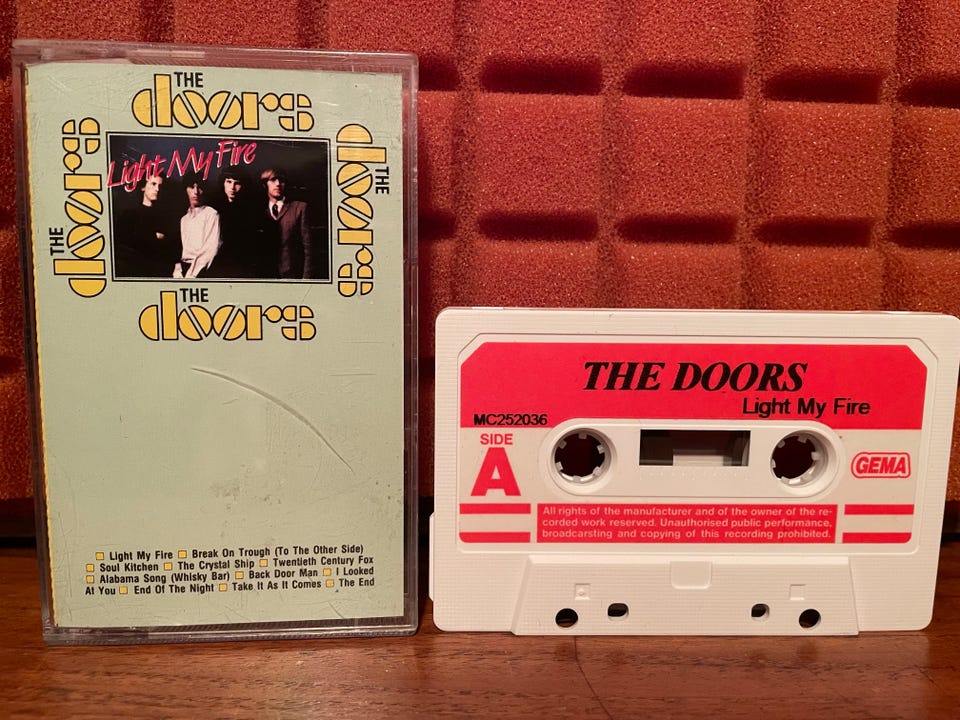 THE
doors
THE
doors
THE
doors
Light My Fire
THE
doors
□ Light My Fire □ Break On Trough (To The Other Side)
□ Soul Kitchen □ The Crystal Ship □ Twentieth Century Fox
□ Alabama Song (Whisky Bar) □ Back Door Man □ I Looked
At You □ End Of The Night □ Take It As It Comes □ The End
THE DOORS
Light My Fire
MC252036
SIDE
A
GEMA
All rights of the manufacturer and of the owner of the re-
corded work reserved. Unauthorised public performance,
broadcarsting and copying of this recording prohibited.